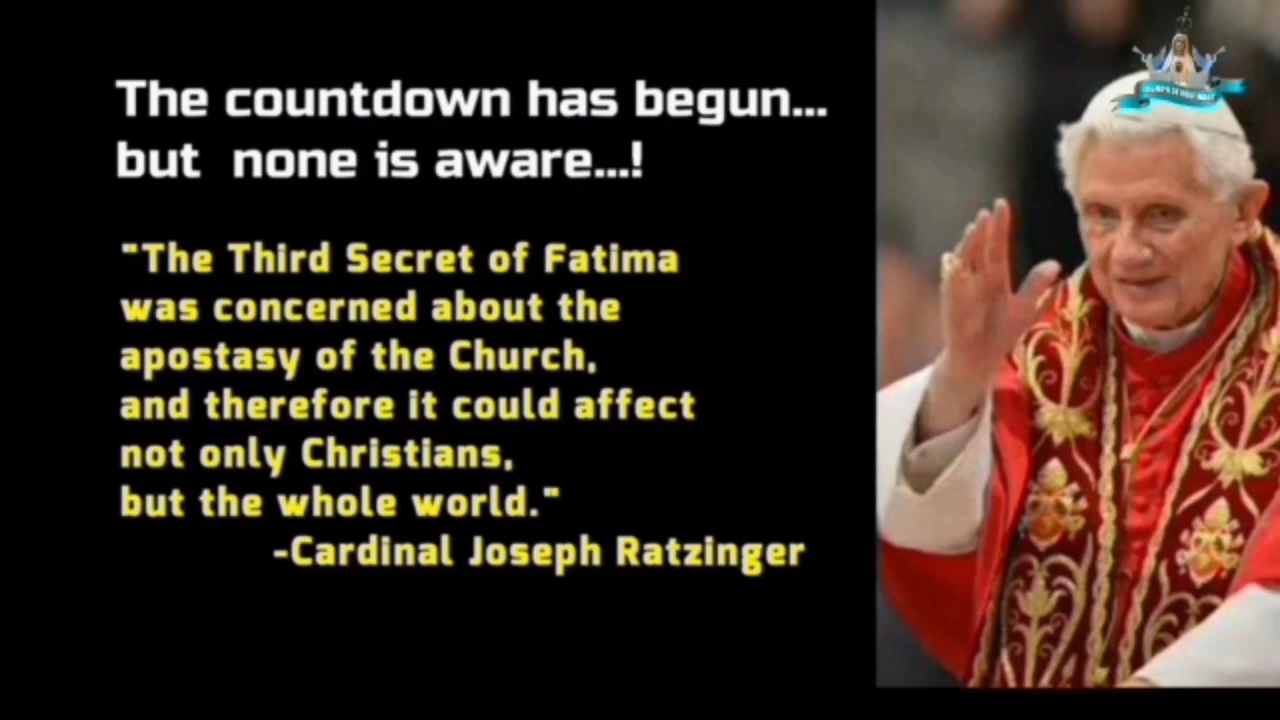 The countdown has begun...
but none is aware...!
"The Third Secret of Fatima
was concerned about the
apostasy of the Church,
and therefore it could affect
not only Christians,
but the whole world."
-Cardinal Joseph Ratzinger